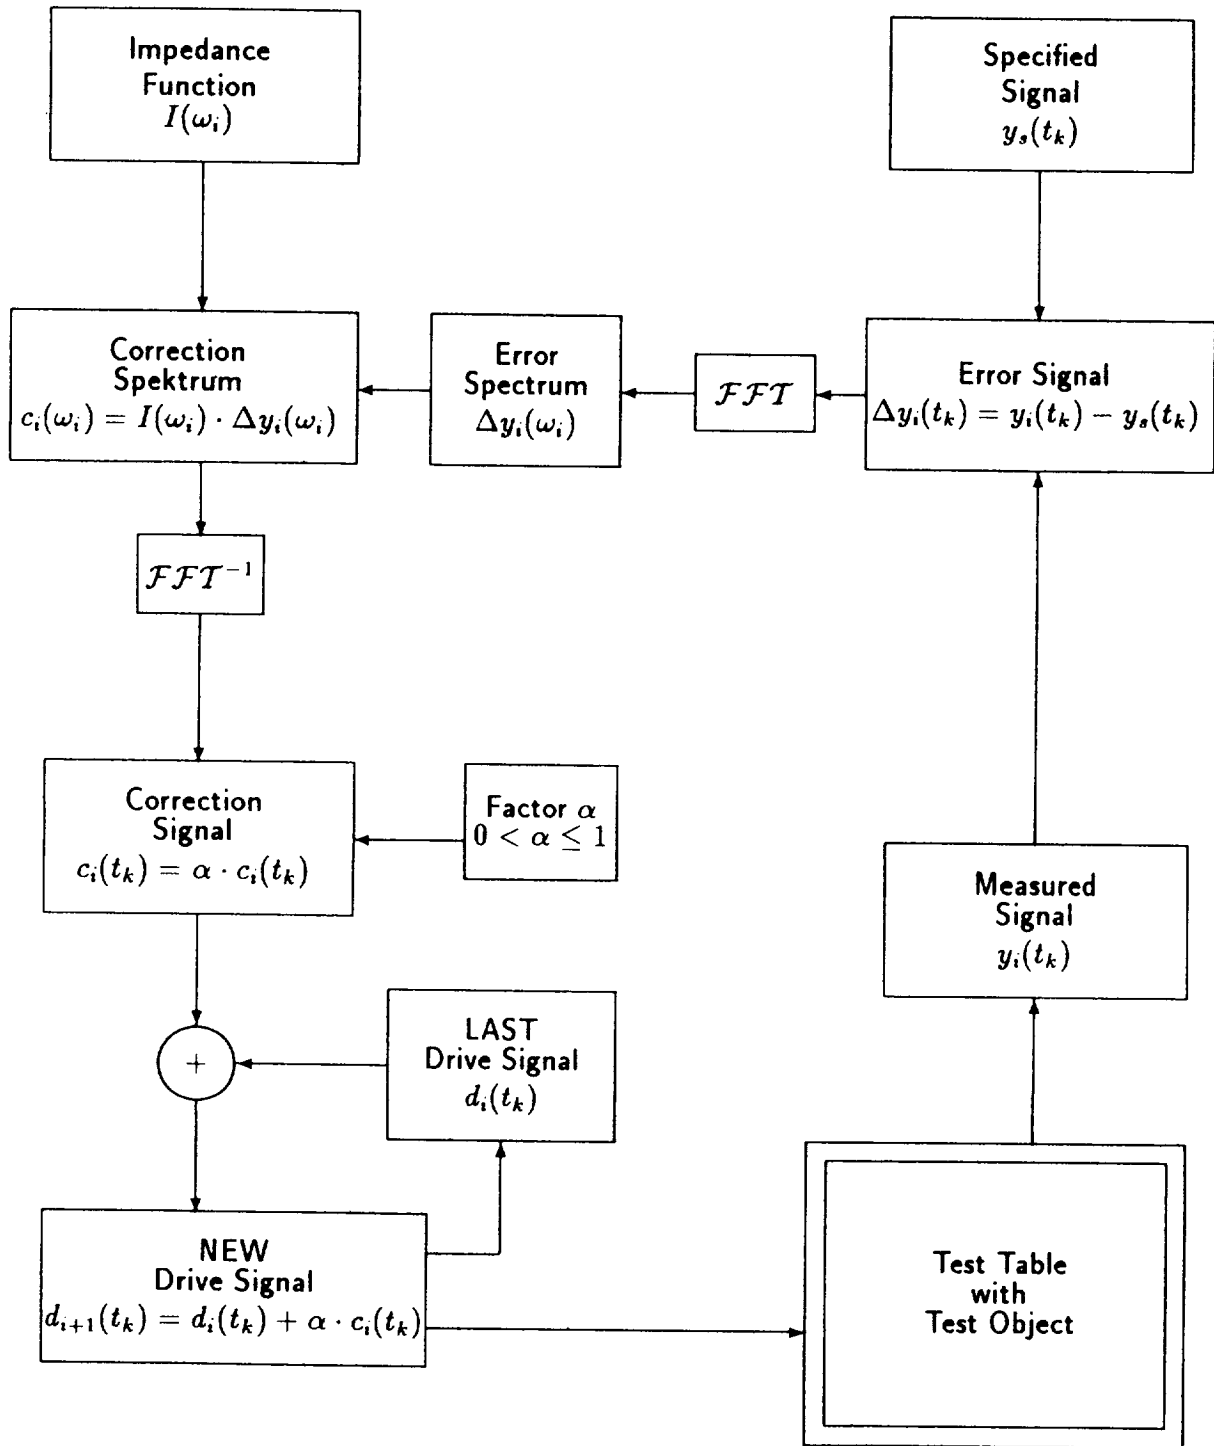 Impedance
Function
I(ω_i)
Specified
Signal
y_s(t_k)
Correction
Spektrum
c_i(ω_i) = I(ω_i) · Δy_i(ω_i)
Error
Spectrum
Δy_i(ω_i)
FFT
Error Signal
Δy_i(t_k) = y_i(t_k) − y_s(t_k)
FFT⁻¹
Correction
Signal
c_i(t_k) = α · c_i(t_k)
Factor α
0 < α ≤ 1
Measured
Signal
y_i(t_k)
+
LAST
Drive Signal
d_i(t_k)
NEW
Drive Signal
d_{i+1}(t_k) = d_i(t_k) + α · c_i(t_k)
Test Table
with
Test Object